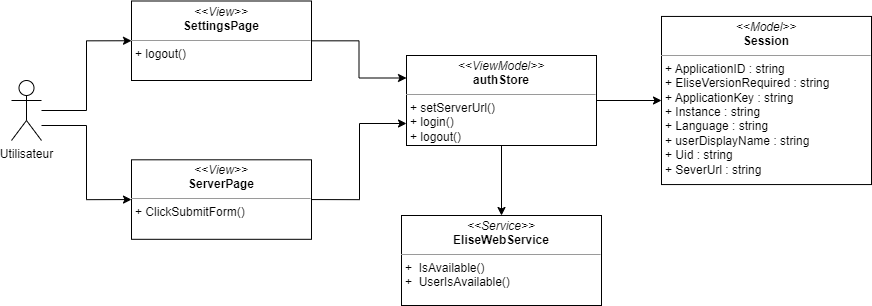 <<View>>
SettingsPage
+ logout()
Utilisateur
<<View>>
ServerPage
+ ClickSubmitForm()
<<ViewModel>>
authStore
+ setServerUrl()
+ login()
+ logout()
<<Service>>
EliseWebService
+ IsAvailable()
+ UserIsAvailable()
<<Model>>
Session
+ ApplicationID : string
+ EliseVersionRequired : string
+ ApplicationKey : string
+ Instance : string
+ Language : string
+ userDisplayName : string
+ Uid : string
+ SeverUrl : string